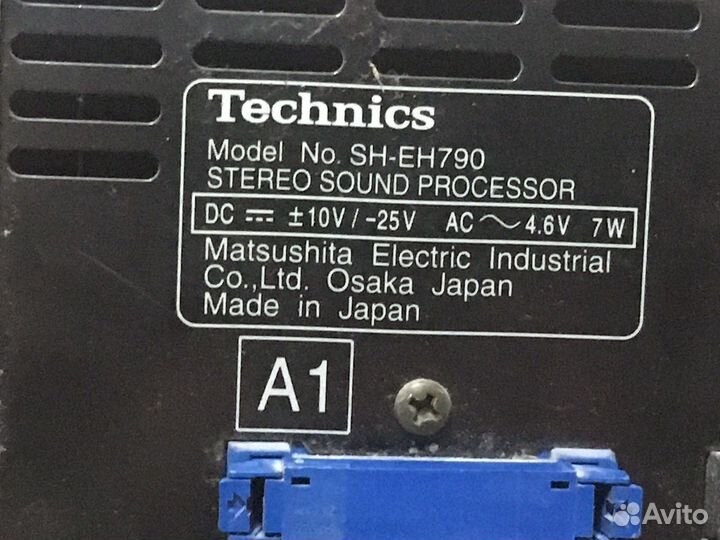 Technics
Model No. SH-EH790
STEREO SOUND PROCESSOR
DC ⎓ ±10V / -25V AC ∼ 4.6V 7W
Matsushita Electric Industrial
Co.,Ltd. Osaka Japan
Made in Japan
A1
Avito